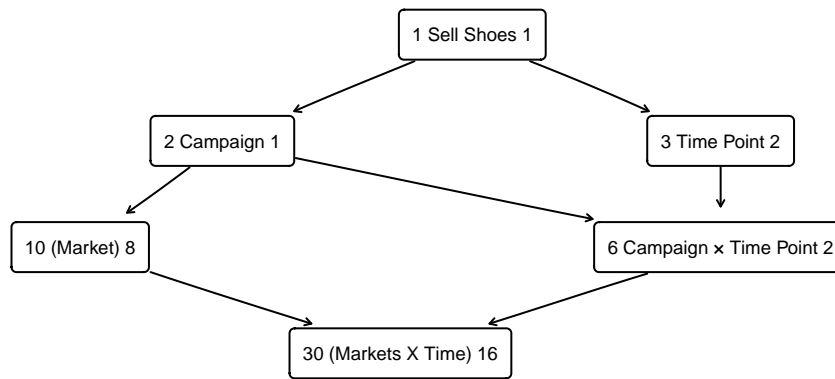 1 Sell Shoes 1
2 Campaign 1
3 Time Point 2
10 (Market) 8
6 Campaign × Time Point 2
30 (Markets X Time) 16